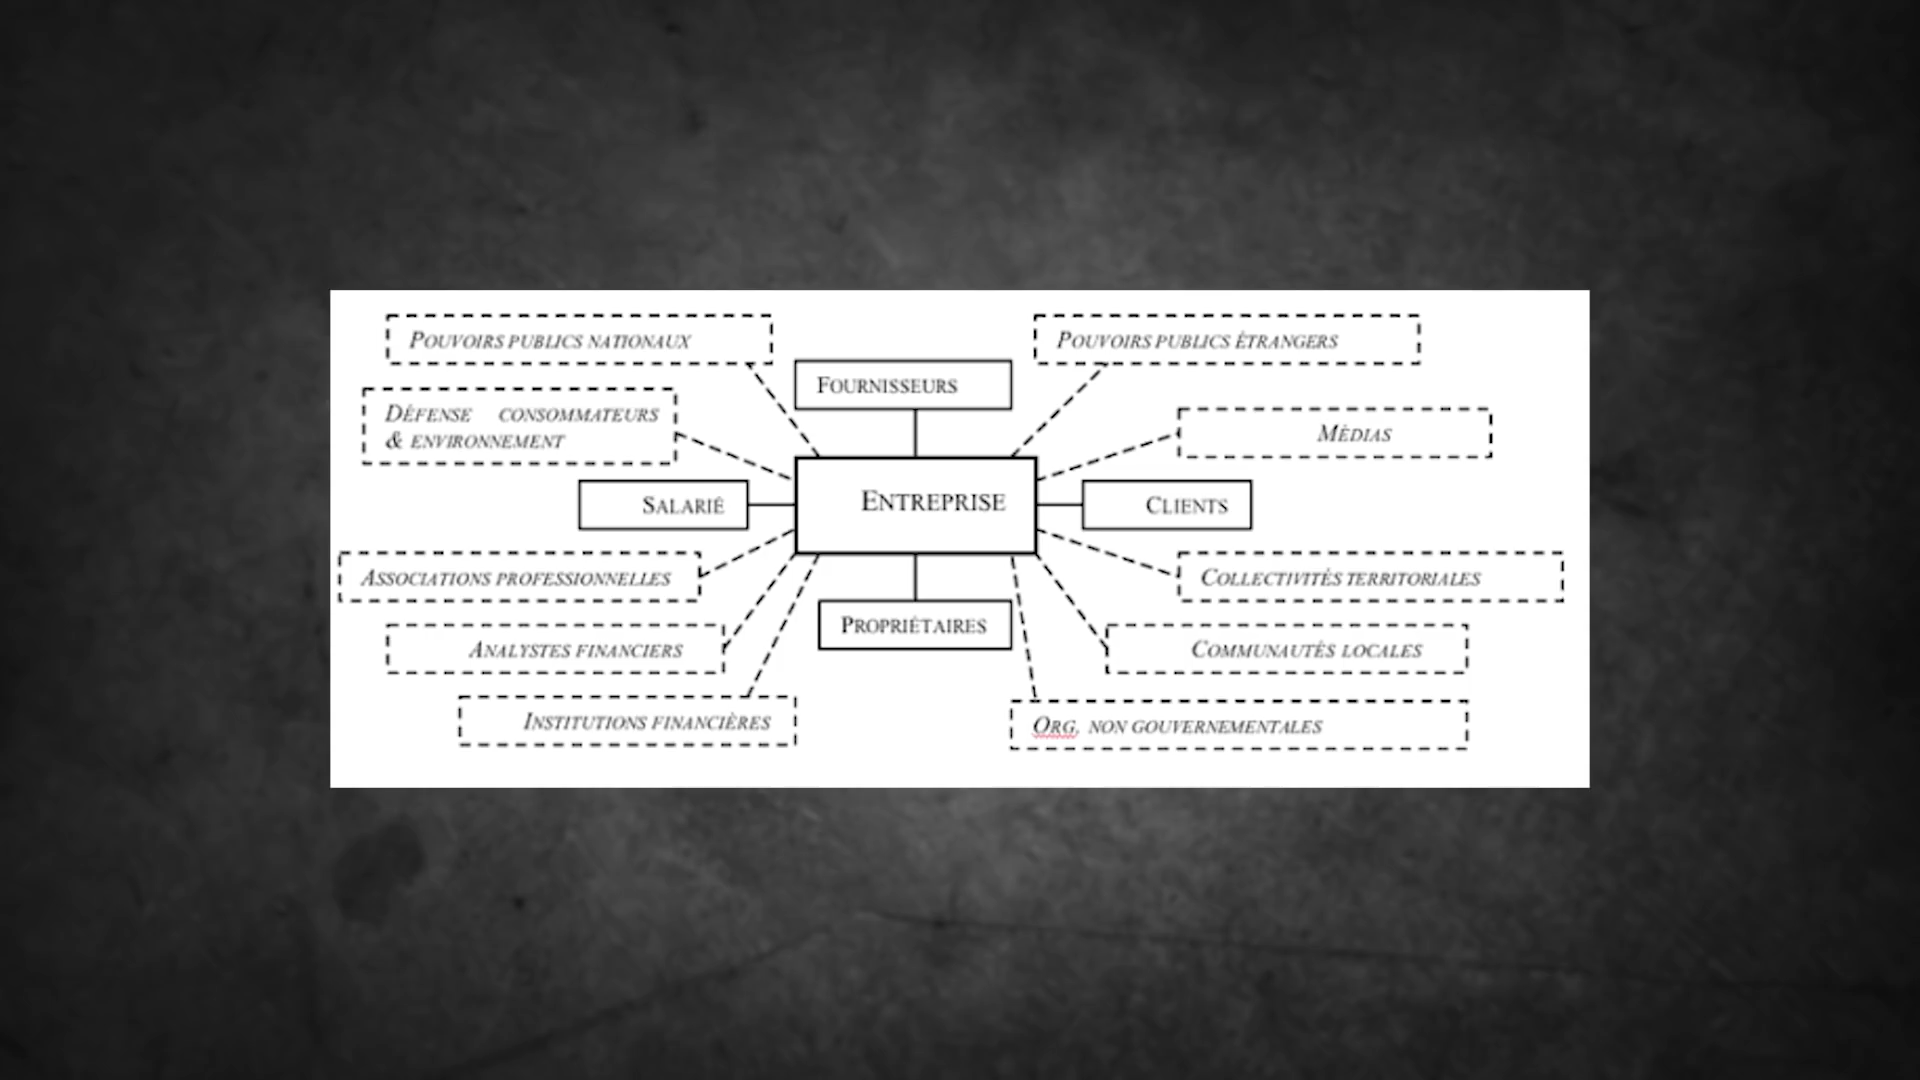 POUVOIRS PUBLICS NATIONAUX
POUVOIRS PUBLICS ÉTRANGERS
FOURNISSEURS
DÉFENSE CONSOMMATEURS
& ENVIRONNEMENT
MÉDIAS
ENTREPRISE
SALARIÉ
CLIENTS
ASSOCIATIONS PROFESSIONNELLES
COLLECTIVITÉS TERRITORIALES
PROPRIÉTAIRES
ANALYSTES FINANCIERS
COMMUNAUTÉS LOCALES
INSTITUTIONS FINANCIÈRES
ORG. NON GOUVERNEMENTALES